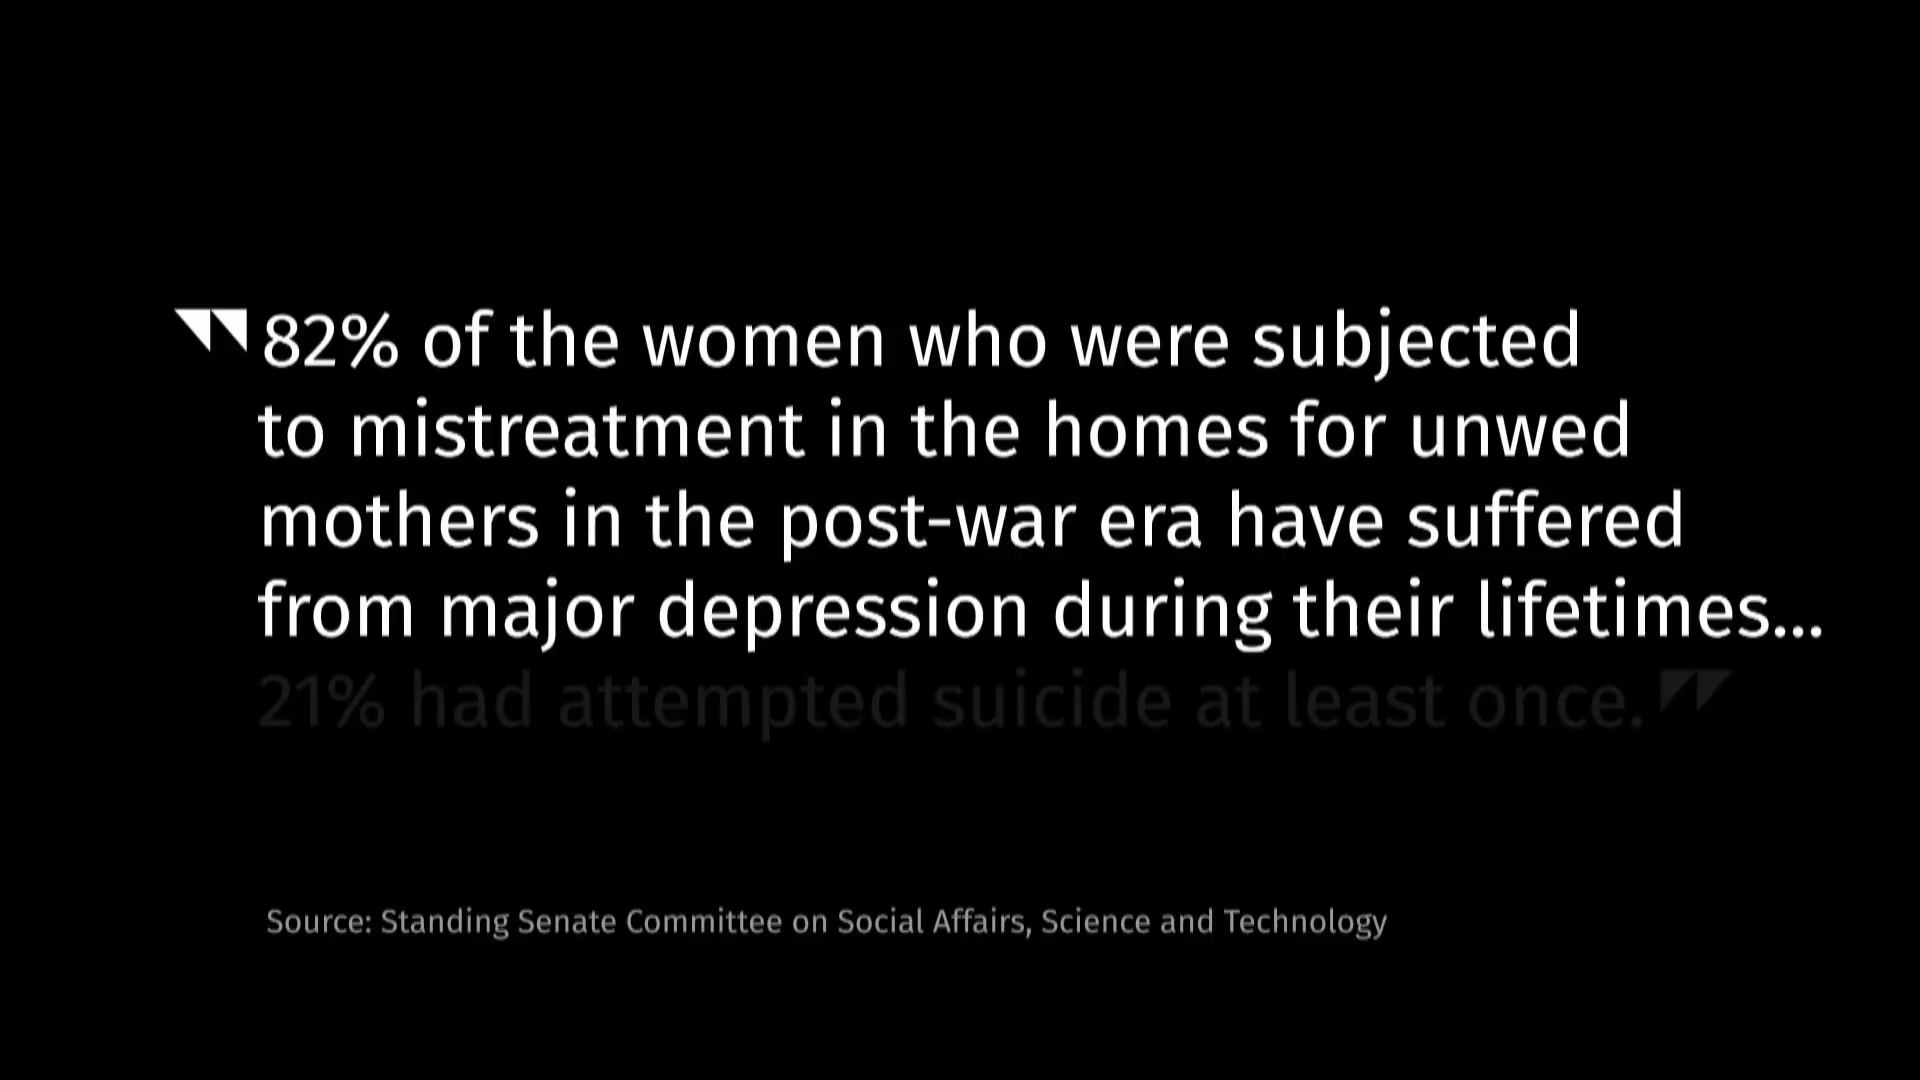 "82% of the women who were subjected
to mistreatment in the homes for unwed
mothers in the post-war era have suffered
from major depression during their lifetimes...
21% had attempted suicide at least once."
Source: Standing Senate Committee on Social Affairs, Science and Technology